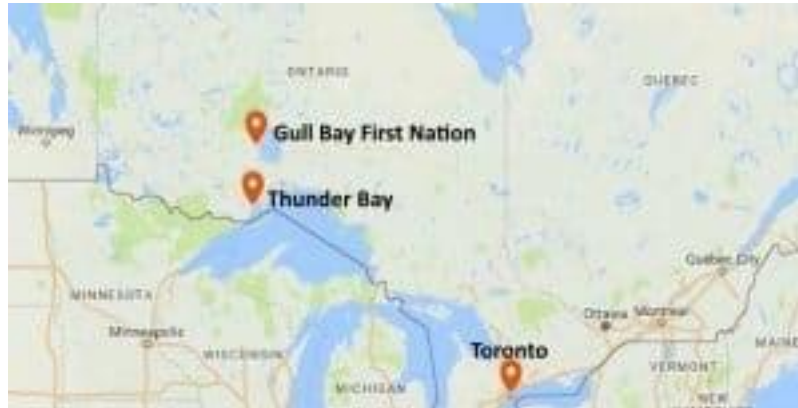 ONTARIO
QUEBEC
Winnipeg
Gull Bay First Nation
Thunder Bay
Quebec City
MINNESOTA
Ottawa Montreal
Minneapolis
WISCONSIN
Toronto
MAINE
VERMONT
MICHIGAN
NEW